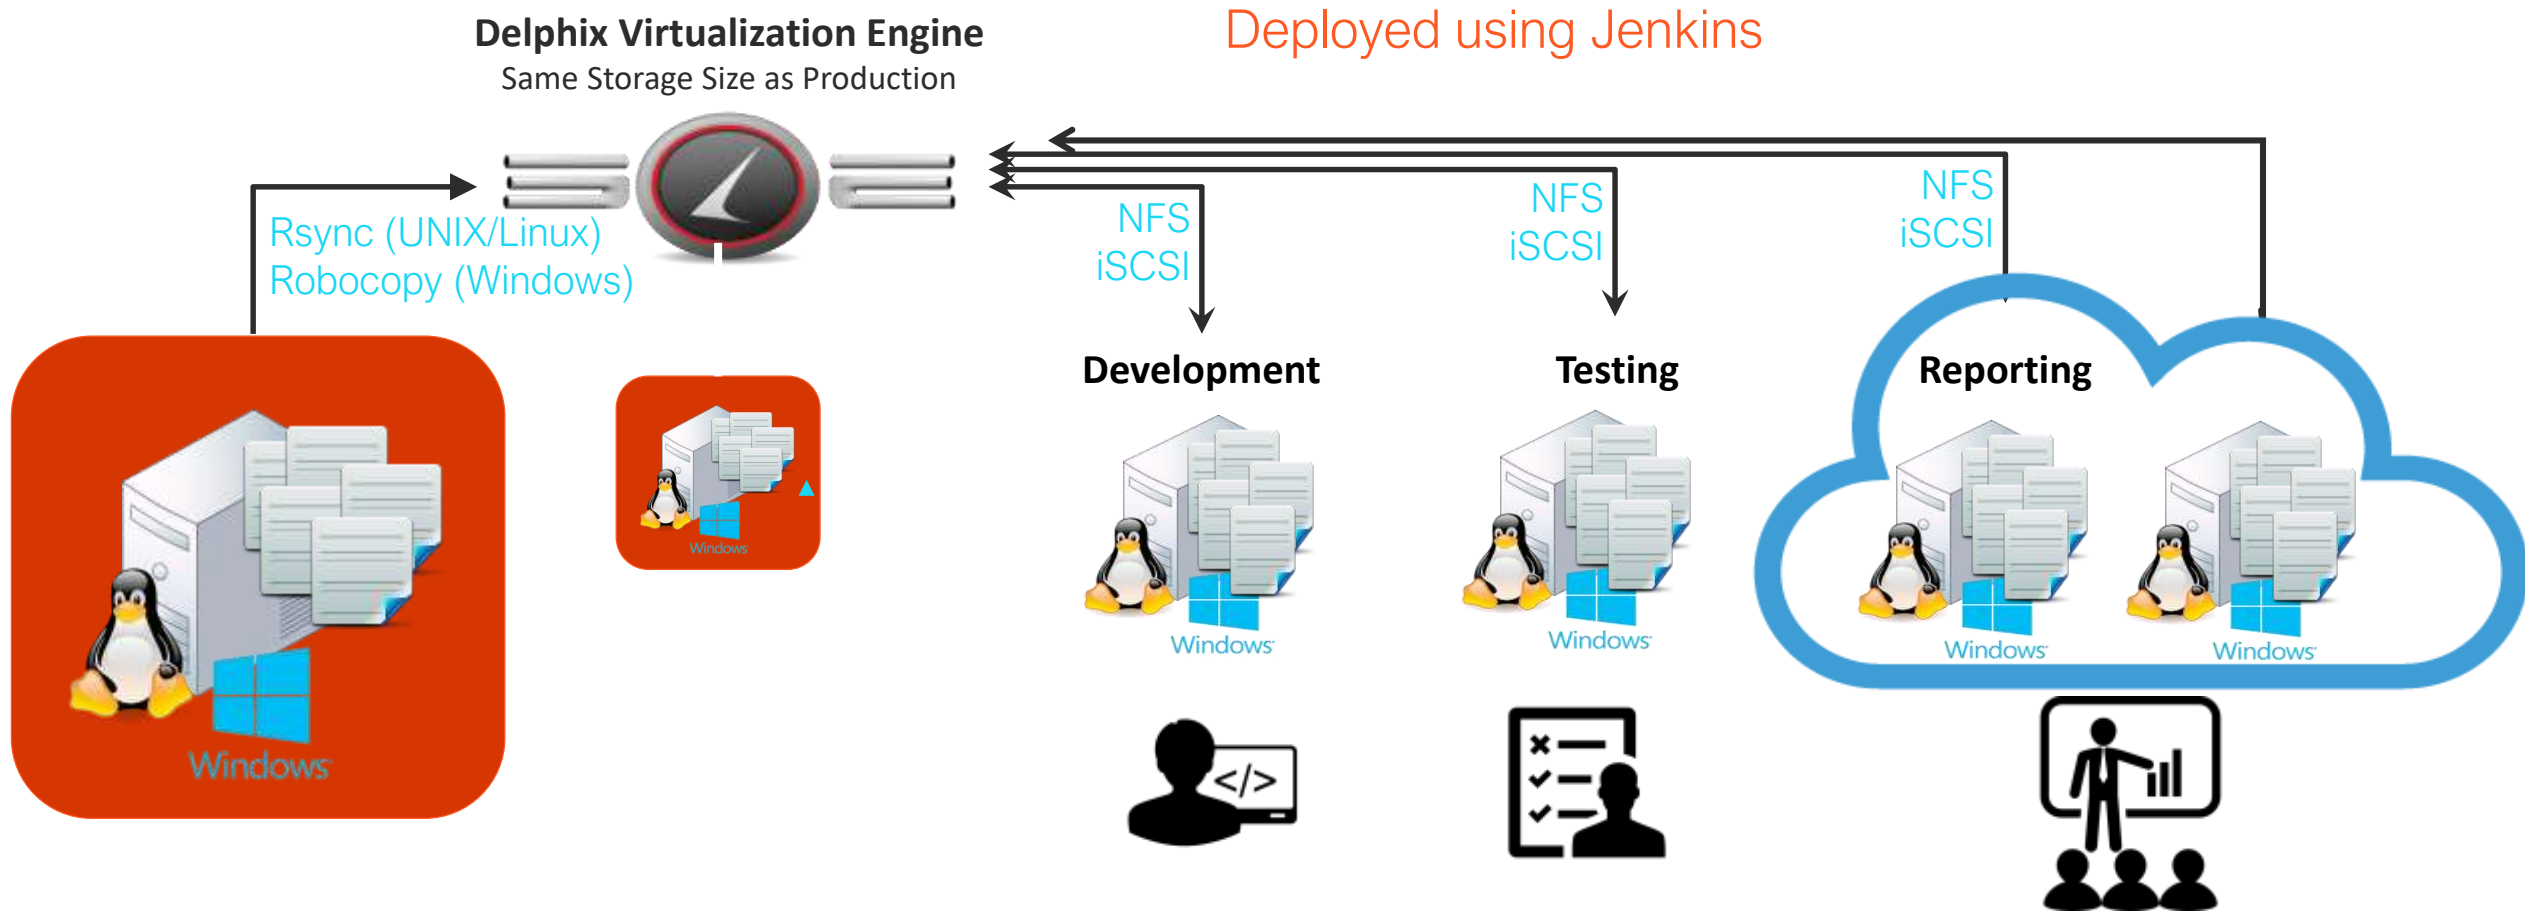 Delphix Virtualization Engine
Same Storage Size as Production
Deployed using Jenkins
Rsync (UNIX/Linux)
Robocopy (Windows)
NFS
iSCSI
NFS
iSCSI
NFS
iSCSI
Development
Testing
Reporting
Windows
Windows
Windows
Windows
Windows
Windows
</>